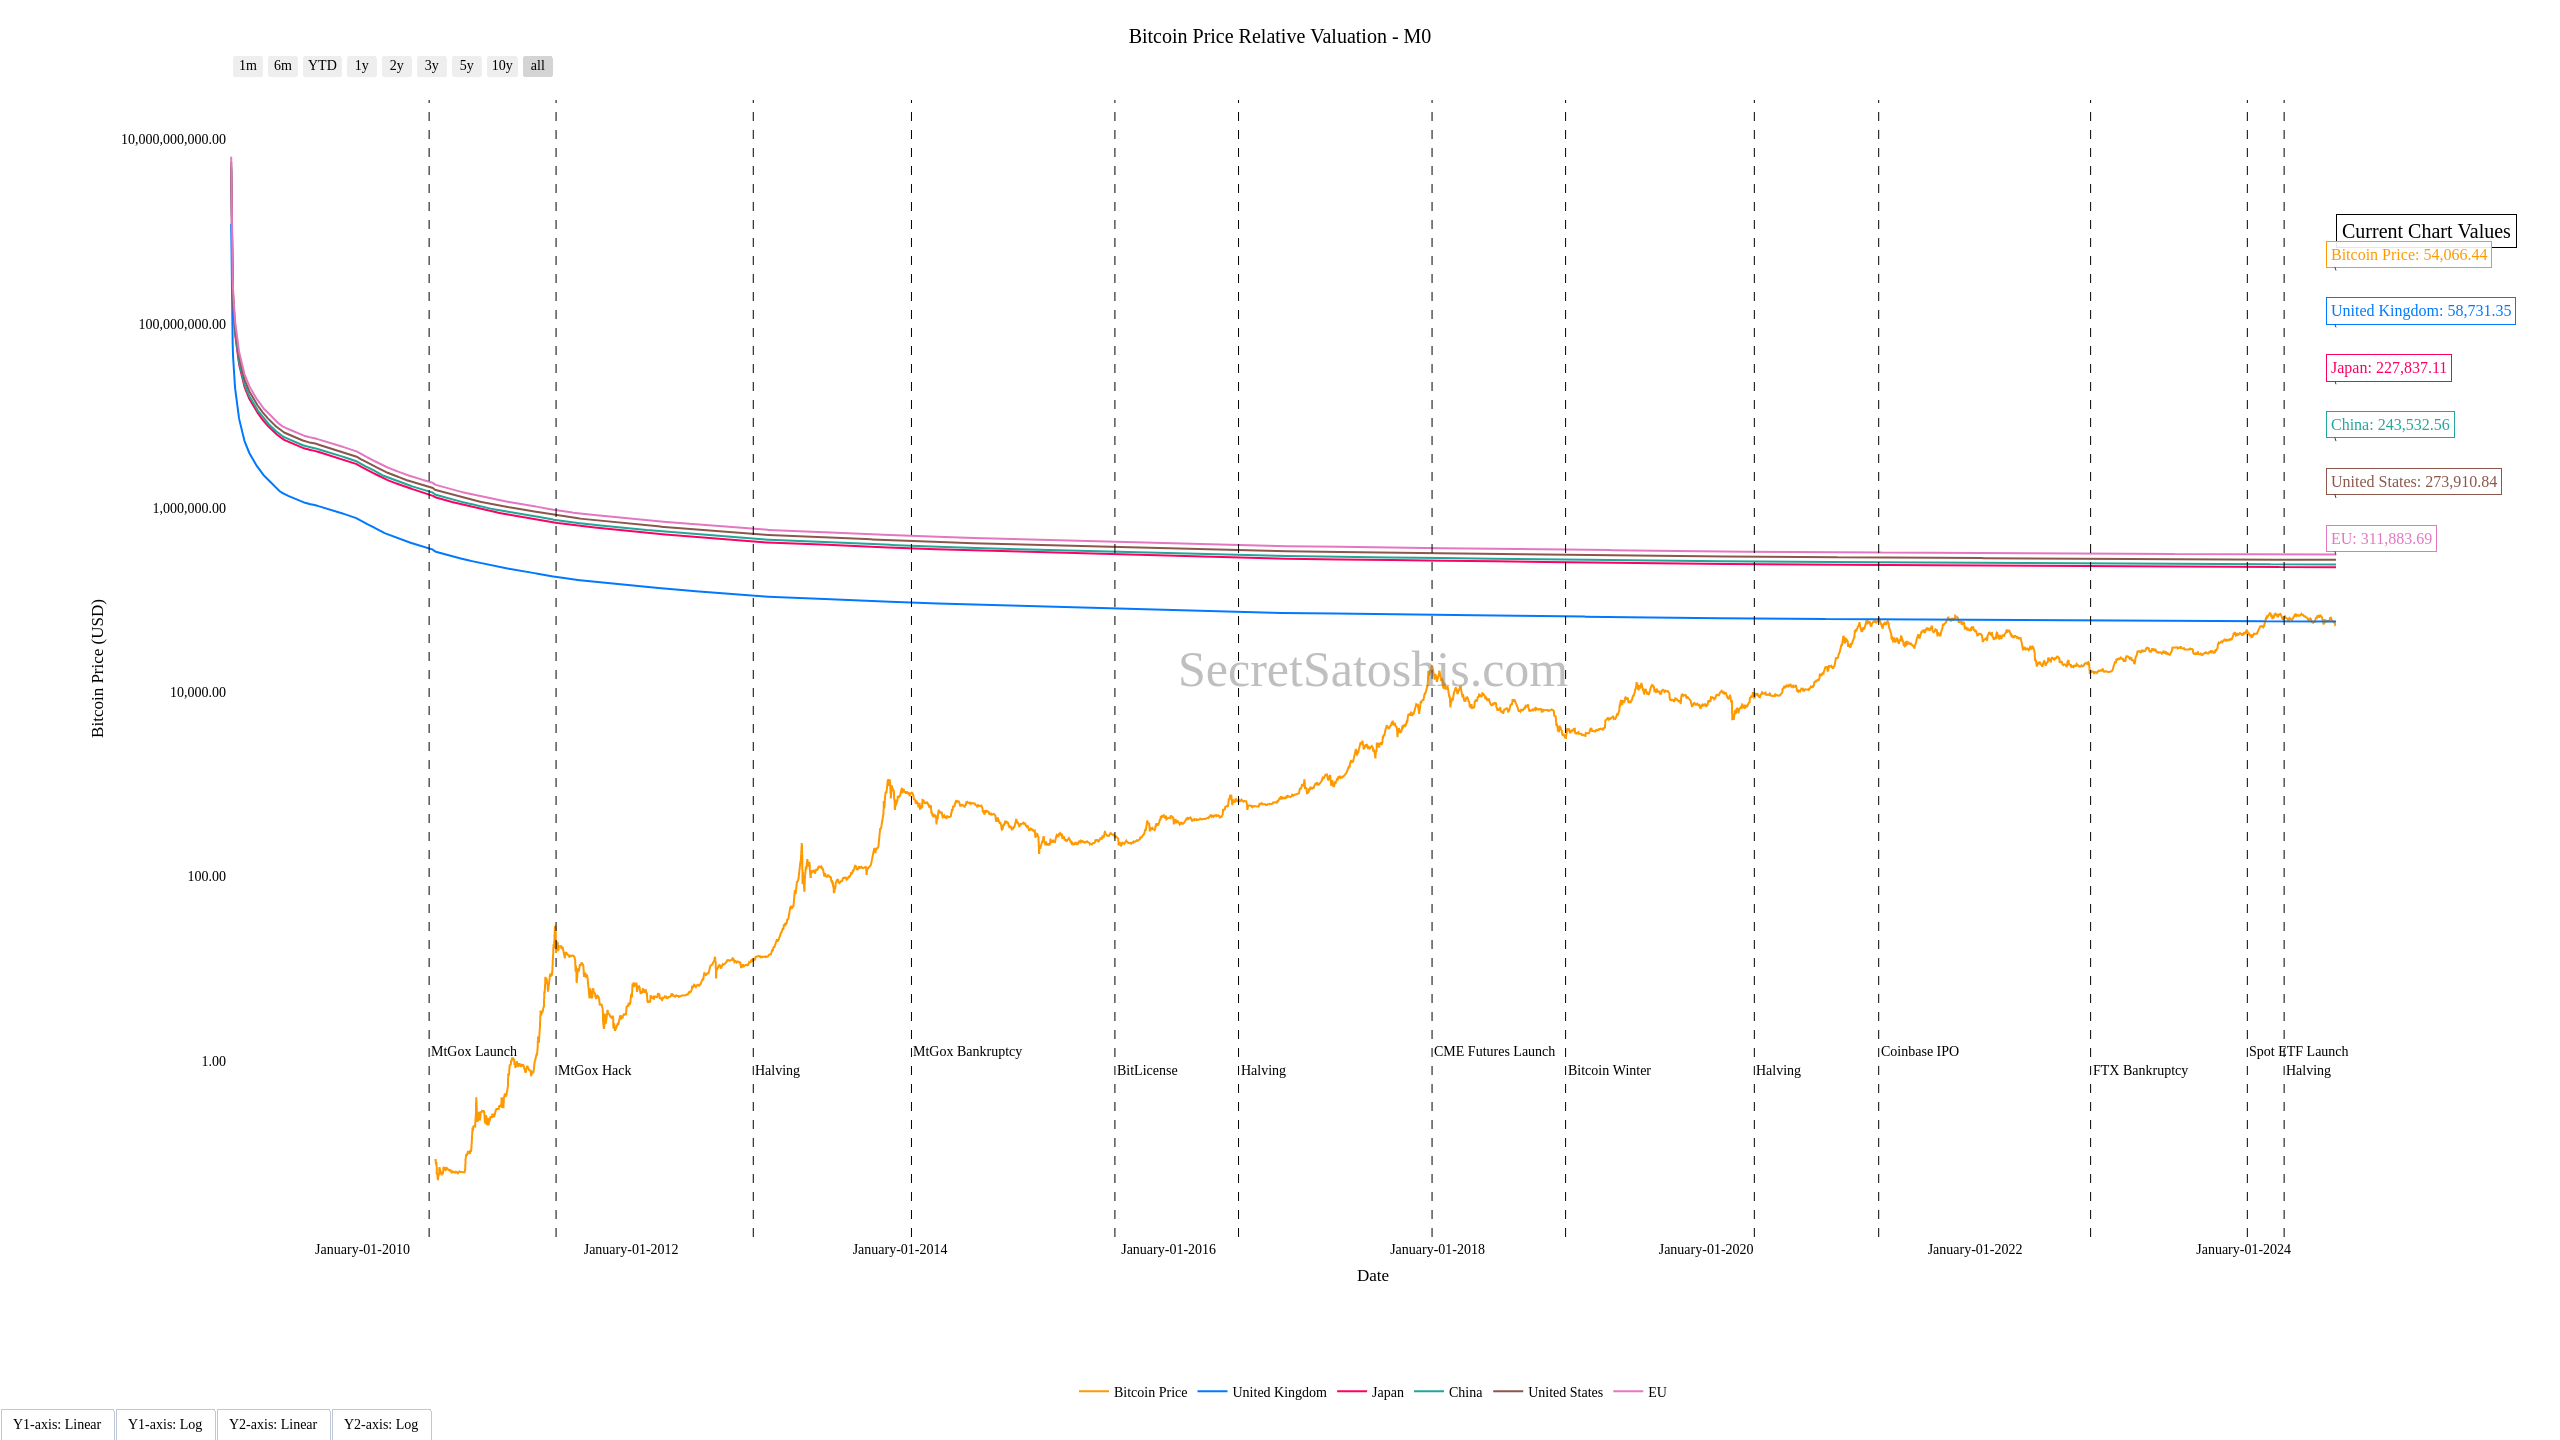 Bitcoin Price Relative Valuation - M0
1m 6m YTD 1y 2y 3y 5y 10y all
10,000,000,000.00
100,000,000.00
1,000,000.00
10,000.00
100.00
1.00
Bitcoin Price (USD)
Current Chart Values
Bitcoin Price: 54,066.44
United Kingdom: 58,731.35
Japan: 227,837.11
China: 243,532.56
United States: 273,910.84
EU: 311,883.69
SecretSatoshis.com
MtGox Launch
MtGox Hack
Halving
MtGox Bankruptcy
BitLicense
Halving
CME Futures Launch
Bitcoin Winter
Halving
Coinbase IPO
FTX Bankruptcy
Spot ETF Launch
Halving
January-01-2010 January-01-2012 January-01-2014 January-01-2016 January-01-2018 January-01-2020 January-01-2022 January-01-2024
Date
Bitcoin Price United Kingdom Japan China United States EU
Y1-axis: Linear Y1-axis: Log Y2-axis: Linear Y2-axis: Log